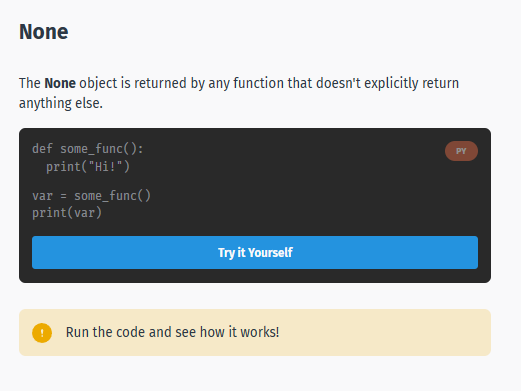 None
The None object is returned by any function that doesn't explicitly return
anything else.
def some_func():
  print("Hi!")
PY
var = some_func()
print(var)
Try it Yourself
! Run the code and see how it works!